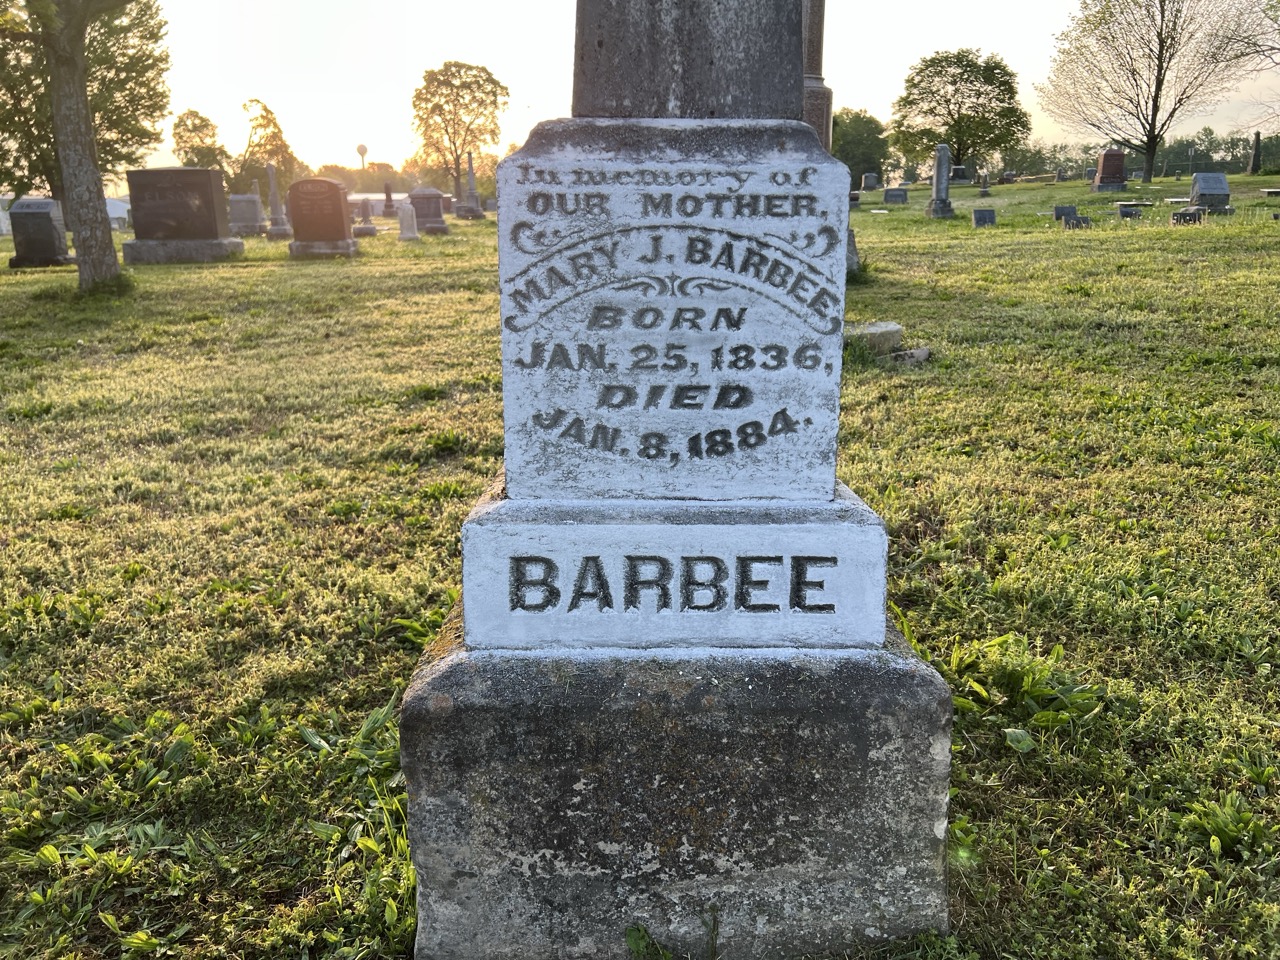 In memory of
OUR MOTHER,
MARY J. BARBEE
BORN
JAN. 25, 1836,
DIED
JAN. 8, 1884.
BARBEE